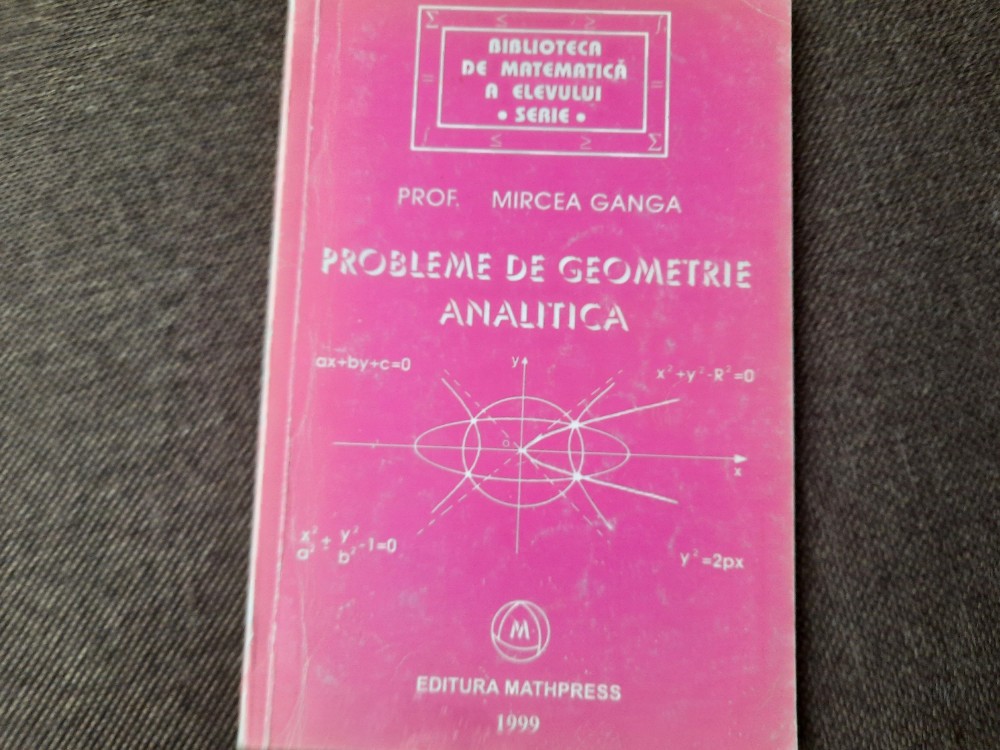 Σ ≤ ≥ ∫
BIBLIOTECA
DE MATEMATICĂ
= =
A ELEVULUI
• SERIE •
∫ ≤ ≥ Σ
PROF. MIRCEA GANGA
PROBLEME DE GEOMETRIE
ANALITICA
ax+by+c=0
y
x²+y²-R²=0
o
x
x²/a² ± y²/b² -1=0
y²=2px
M
EDITURA MATHPRESS
1999